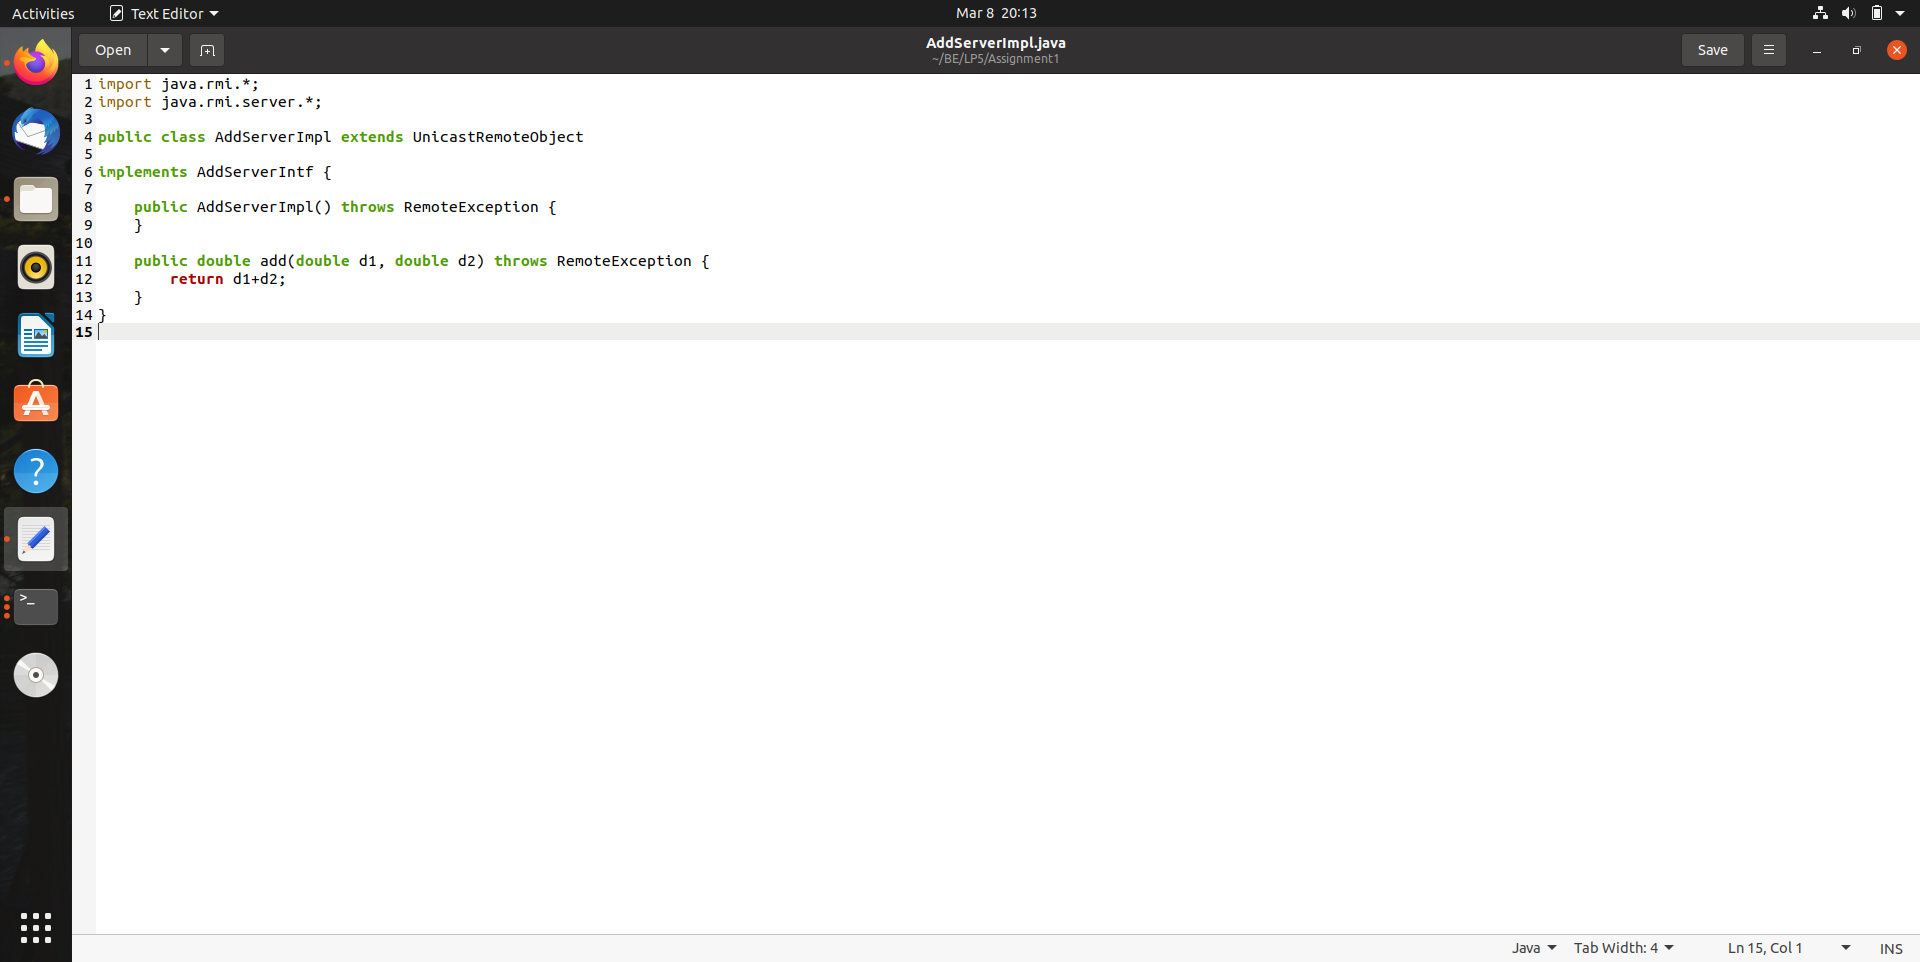 Activities Text Editor Mar 8 20:13
Open AddServerImpl.java Save
~/BE/LP5/Assignment1
1 import java.rmi.*;
2 import java.rmi.server.*;
3
4 public class AddServerImpl extends UnicastRemoteObject
5
6 implements AddServerIntf {
7
8     public AddServerImpl() throws RemoteException {
9     }
10
11     public double add(double d1, double d2) throws RemoteException {
12         return d1+d2;
13     }
14 }
15
Java Tab Width: 4 Ln 15, Col 1 INS